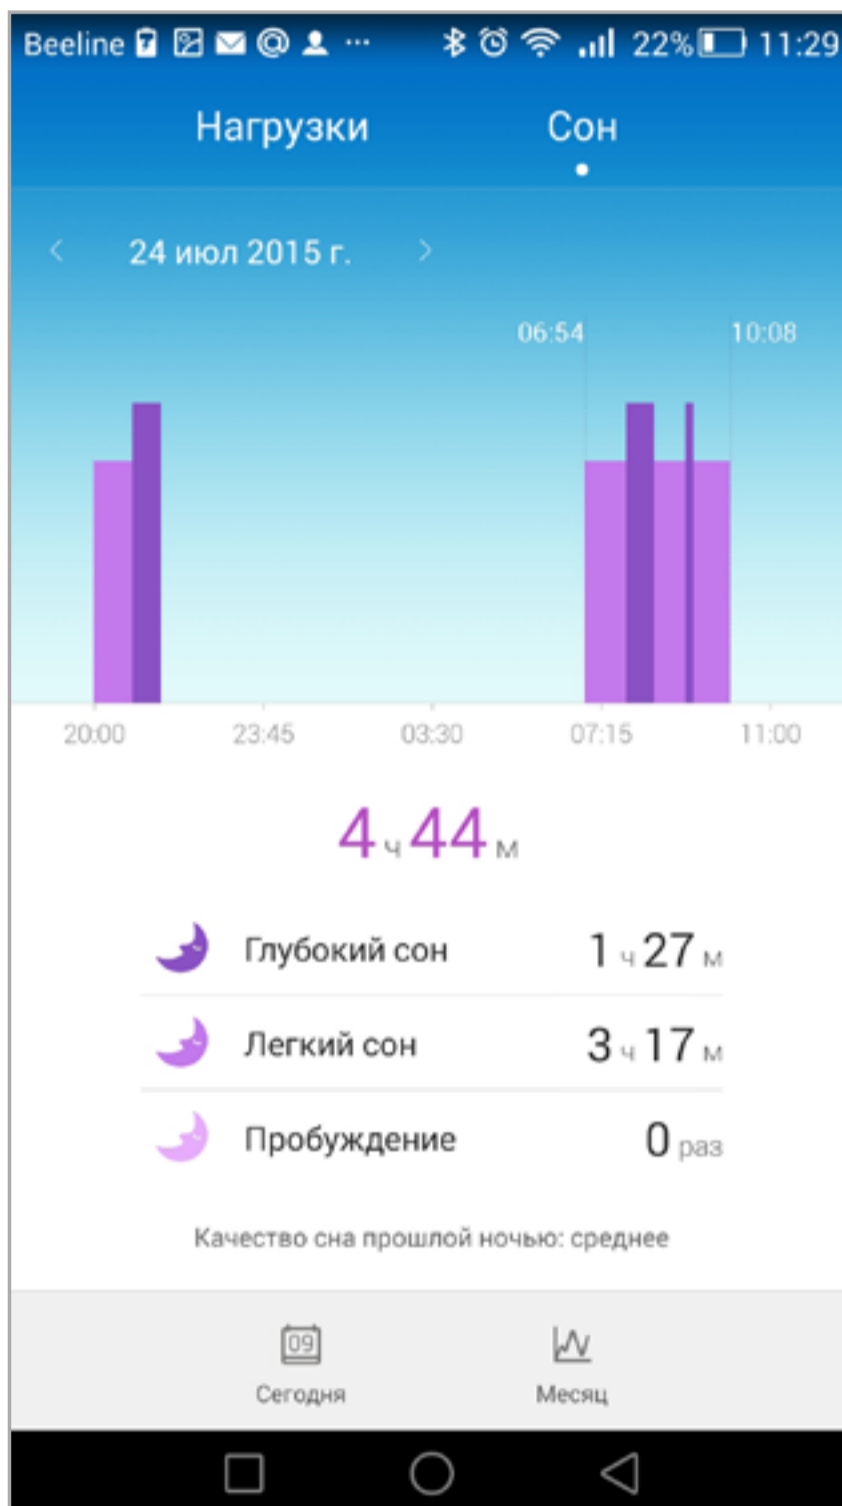 Beeline 22% 11:29
Нагрузки Сон
24 июл 2015 г.
06:54 10:08
20:00 23:45 03:30 07:15 11:00
4 ч 44 м
Глубокий сон 1 ч 27 м
Легкий сон 3 ч 17 м
Пробуждение 0 раз
Качество сна прошлой ночью: среднее
09
Сегодня Месяц